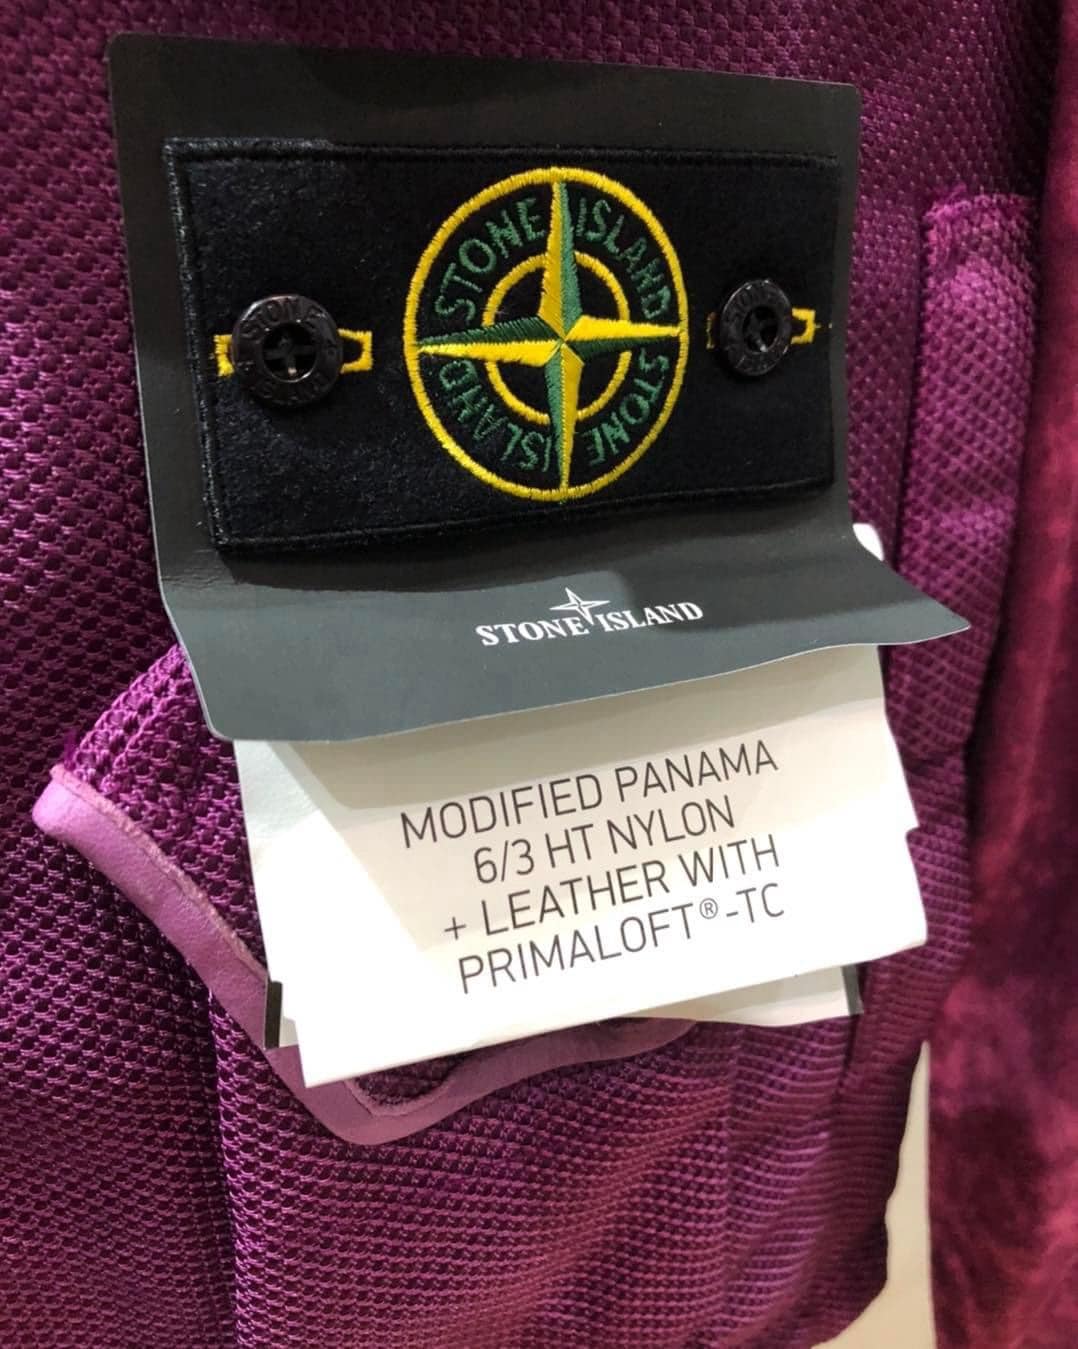 STONE ISLAND
STONE ISLAND
STONE ISLAND
MODIFIED PANAMA
6/3 HT NYLON
+ LEATHER WITH
PRIMALOFT®-TC